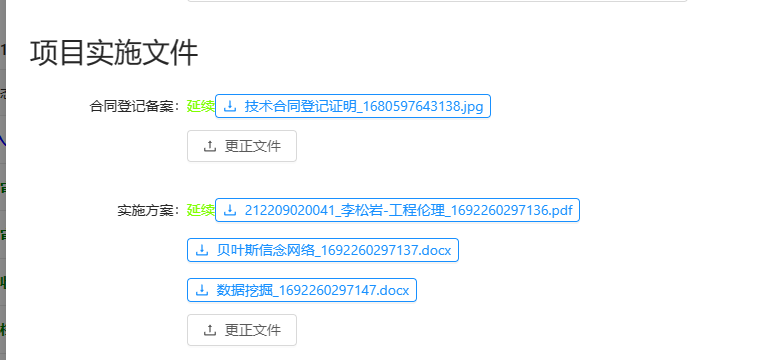 项目实施文件
合同登记备案：延续 技术合同登记证明_1680597643138.jpg
更正文件
实施方案：延续 212209020041_李松岩-工程伦理_1692260297136.pdf
贝叶斯信念网络_1692260297137.docx
数据挖掘_1692260297147.docx
更正文件